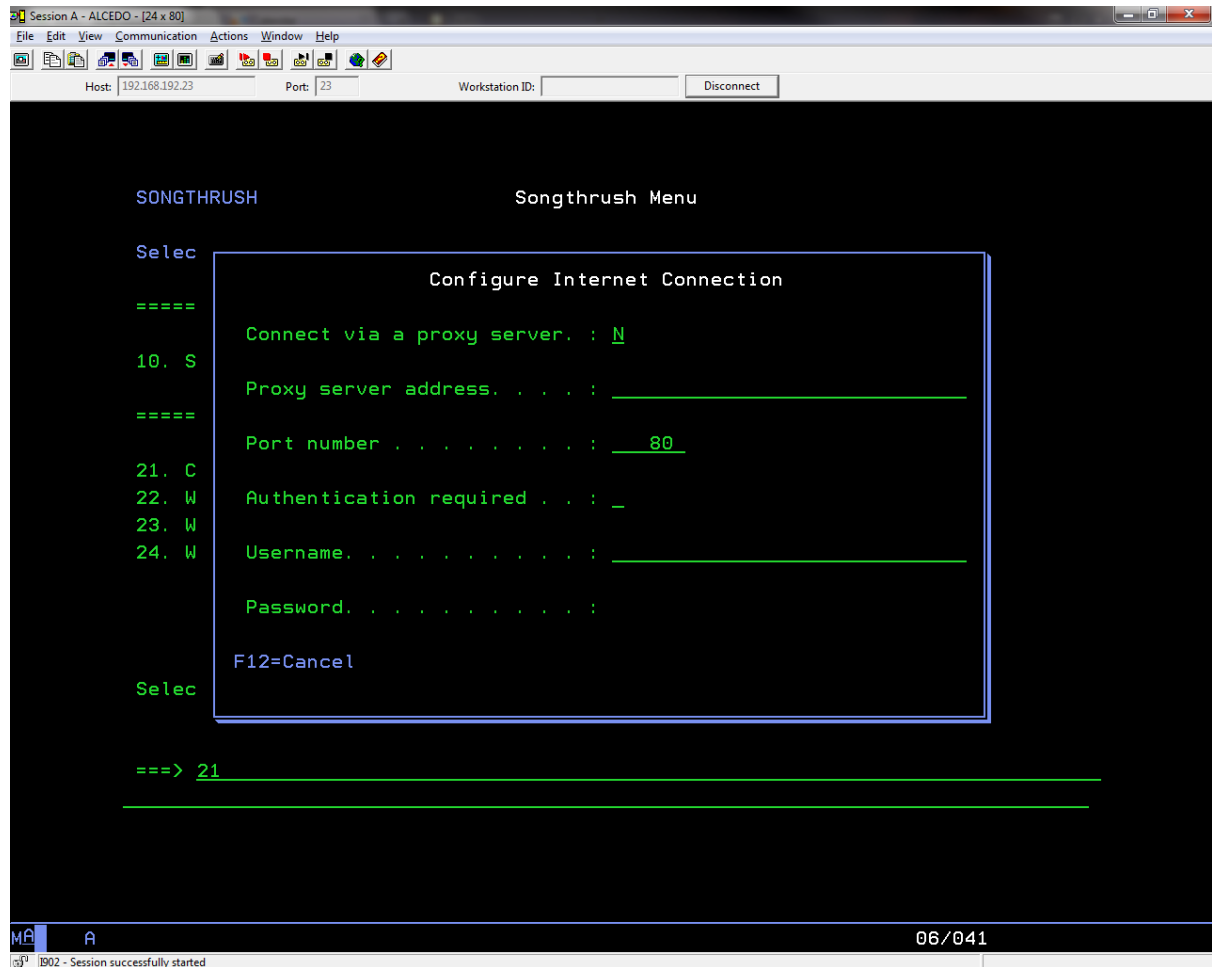 Session A - ALCEDO - [24 x 80]
File Edit View Communication Actions Window Help
Host: 192.168.192.23 Port: 23 Workstation ID: Disconnect
SONGTHRUSH Songthrush Menu
Selec
Configure Internet Connection
=====
Connect via a proxy server. : N
10. S
Proxy server address. . . . :
=====
Port number . . . . . . . . : 80
21. C
22. W Authentication required . . : _
23. W
24. W Username. . . . . . . . . . :
Password. . . . . . . . . . :
F12=Cancel
Selec
===> 21
MA A 06/041
I902 - Session successfully started